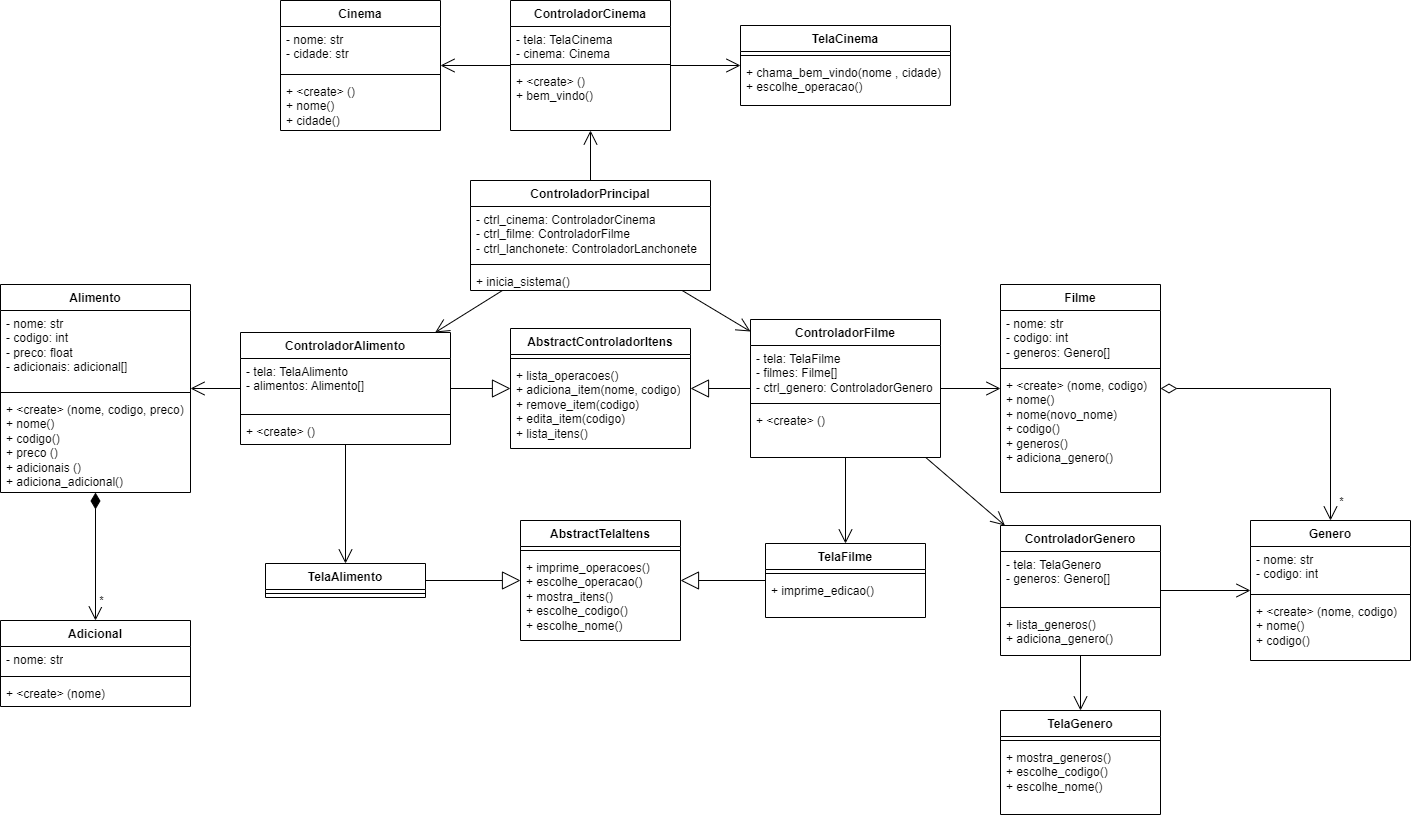 Cinema
- nome: str
- cidade: str
+ <create> ()
+ nome()
+ cidade()
ControladorCinema
- tela: TelaCinema
- cinema: Cinema
+ <create> ()
+ bem_vindo()
TelaCinema
+ chama_bem_vindo(nome , cidade)
+ escolhe_operacao()
ControladorPrincipal
- ctrl_cinema: ControladorCinema
- ctrl_filme: ControladorFilme
- ctrl_lanchonete: ControladorLanchonete
+ inicia_sistema()
Alimento
- nome: str
- codigo: int
- preco: float
- adicionais: adicional[]
+ <create> (nome, codigo, preco)
+ nome()
+ codigo()
+ preco ()
+ adicionais ()
+ adiciona_adicional()
ControladorAlimento
- tela: TelaAlimento
- alimentos: Alimento[]
+ <create> ()
AbstractControladorItens
+ lista_operacoes()
+ adiciona_item(nome, codigo)
+ remove_item(codigo)
+ edita_item(codigo)
+ lista_itens()
ControladorFilme
- tela: TelaFilme
- filmes: Filme[]
- ctrl_genero: ControladorGenero
+ <create> ()
Filme
- nome: str
- codigo: int
- generos: Genero[]
+ <create> (nome, codigo)
+ nome()
+ nome(novo_nome)
+ codigo()
+ generos()
+ adiciona_genero()
*
*
Adicional
- nome: str
+ <create> (nome)
TelaAlimento
AbstractTelaItens
+ imprime_operacoes()
+ escolhe_operacao()
+ mostra_itens()
+ escolhe_codigo()
+ escolhe_nome()
TelaFilme
+ imprime_edicao()
ControladorGenero
- tela: TelaGenero
- generos: Genero[]
+ lista_generos()
+ adiciona_genero()
Genero
- nome: str
- codigo: int
+ <create> (nome, codigo)
+ nome()
+ codigo()
TelaGenero
+ mostra_generos()
+ escolhe_codigo()
+ escolhe_nome()